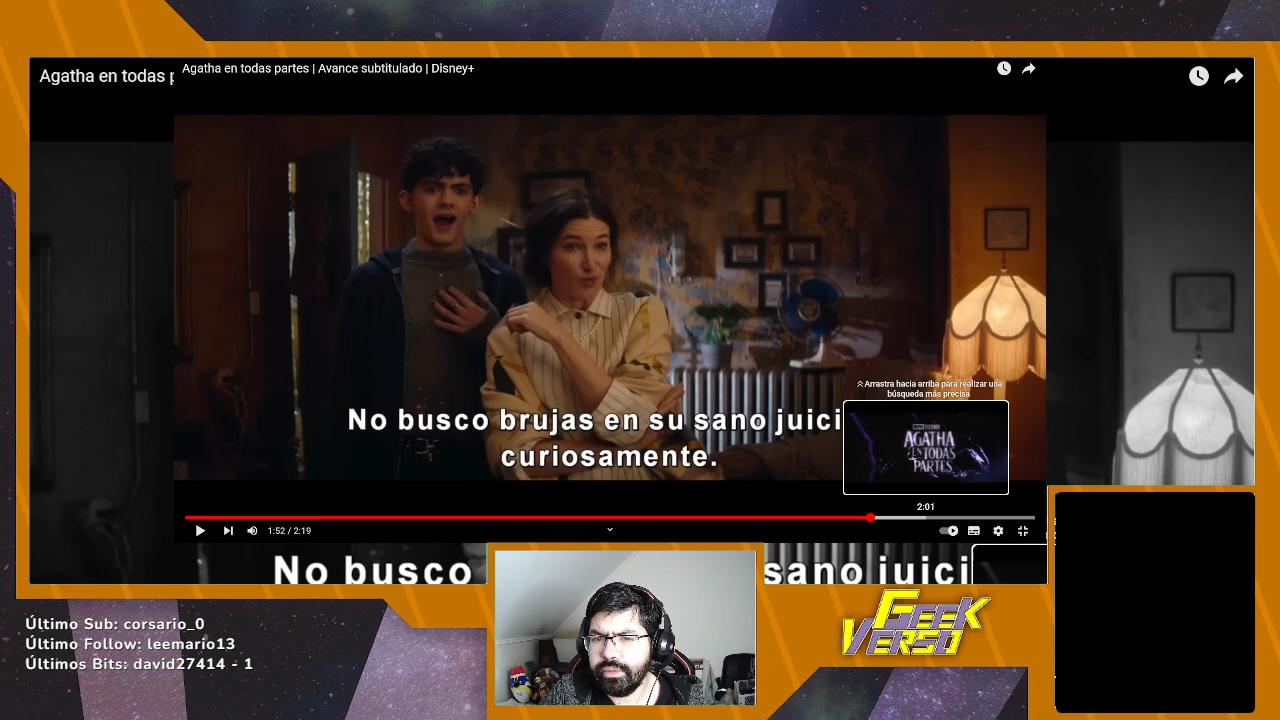 Agatha en todas p
Agatha en todas partes | Avance subtitulado | Disney+
Arrastra hacia arriba para realizar una
búsqueda más precisa
No busco brujas en su sano juici
curiosamente.
AGATHA
EN TODAS
PARTES
2:01
1:52 / 2:19
No busco
sano juici
Último Sub: corsario_0
Último Follow: leemario13
Últimos Bits: david27414 - 1
GEEK
VERSO